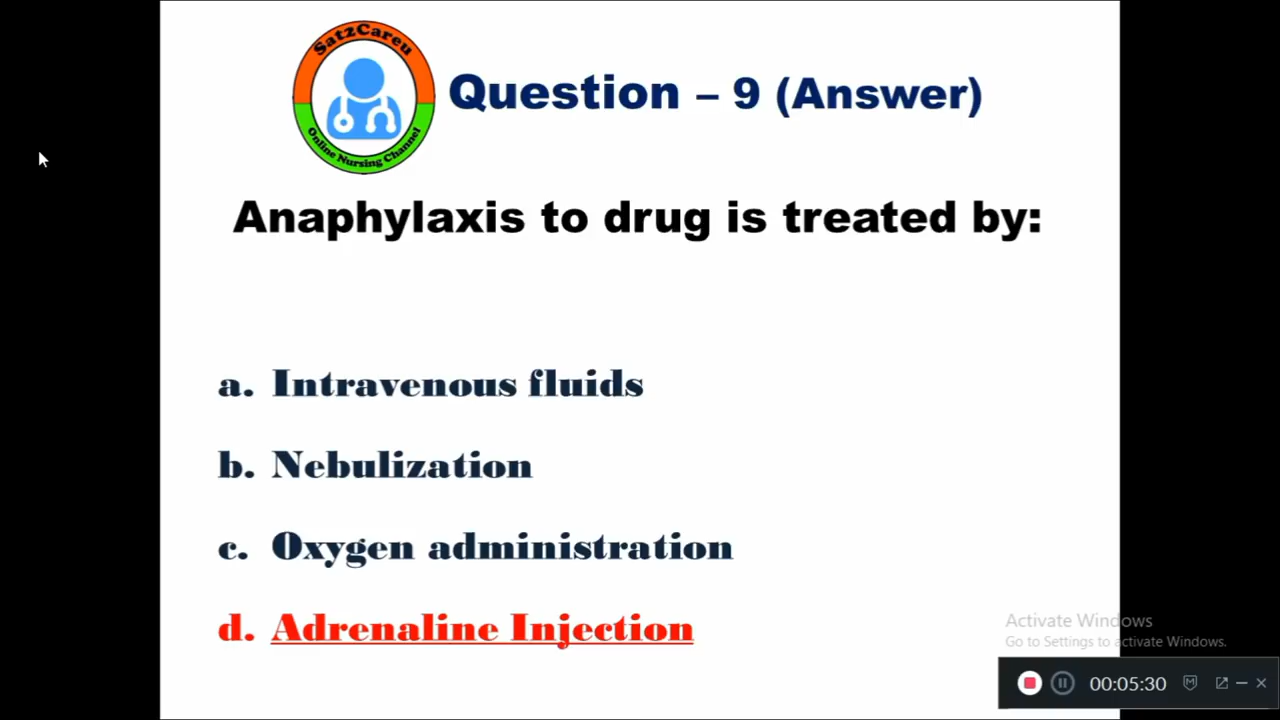 Sat2Careu
Online Nursing Channel
Question – 9 (Answer)
Anaphylaxis to drug is treated by:
a. Intravenous fluids
b. Nebulization
c. Oxygen administration
d. Adrenaline Injection
Activate Windows
Go to Settings to activate Windows.
00:05:30